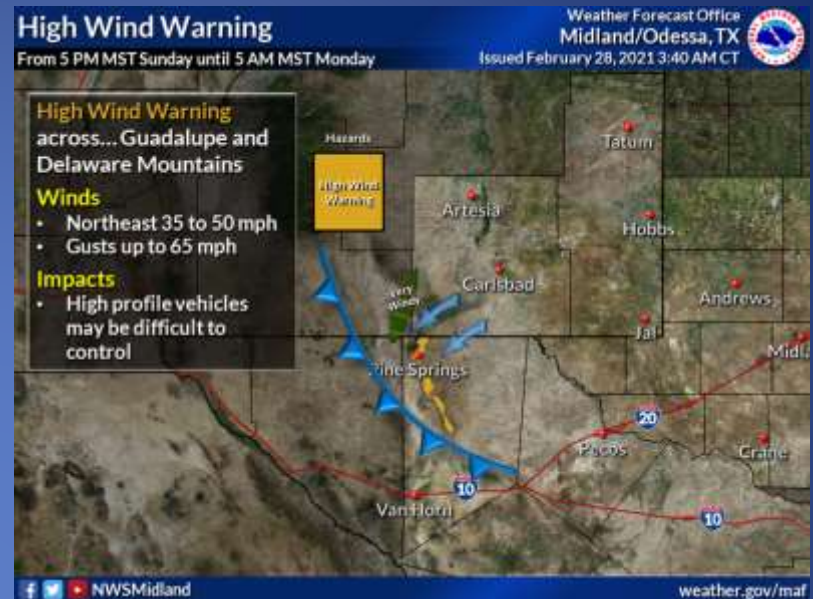 High Wind Warning
From 5 PM MST Sunday until 5 AM MST Monday
Weather Forecast Office
Midland/Odessa, TX
Issued February 28, 2021 3:40 AM CT
High Wind Warning
across... Guadalupe and
Delaware Mountains
Winds
• Northeast 35 to 50 mph
• Gusts up to 65 mph
Impacts
• High profile vehicles
may be difficult to
control
Hazards
High Wind
Warning
Tatum
Artesia
Hobbs
Carlsbad
Very
Windy
Andrews
Jal
Midl
Pine Springs
20
Pecos
Crane
10
Van Horn
10
NWSMidland
weather.gov/maf